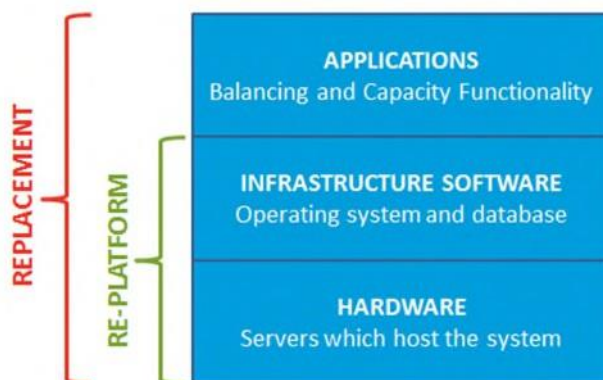 REPLACEMENT
RE-PLATFORM
APPLICATIONS
Balancing and Capacity Functionality
INFRASTRUCTURE SOFTWARE
Operating system and database
HARDWARE
Servers which host the system